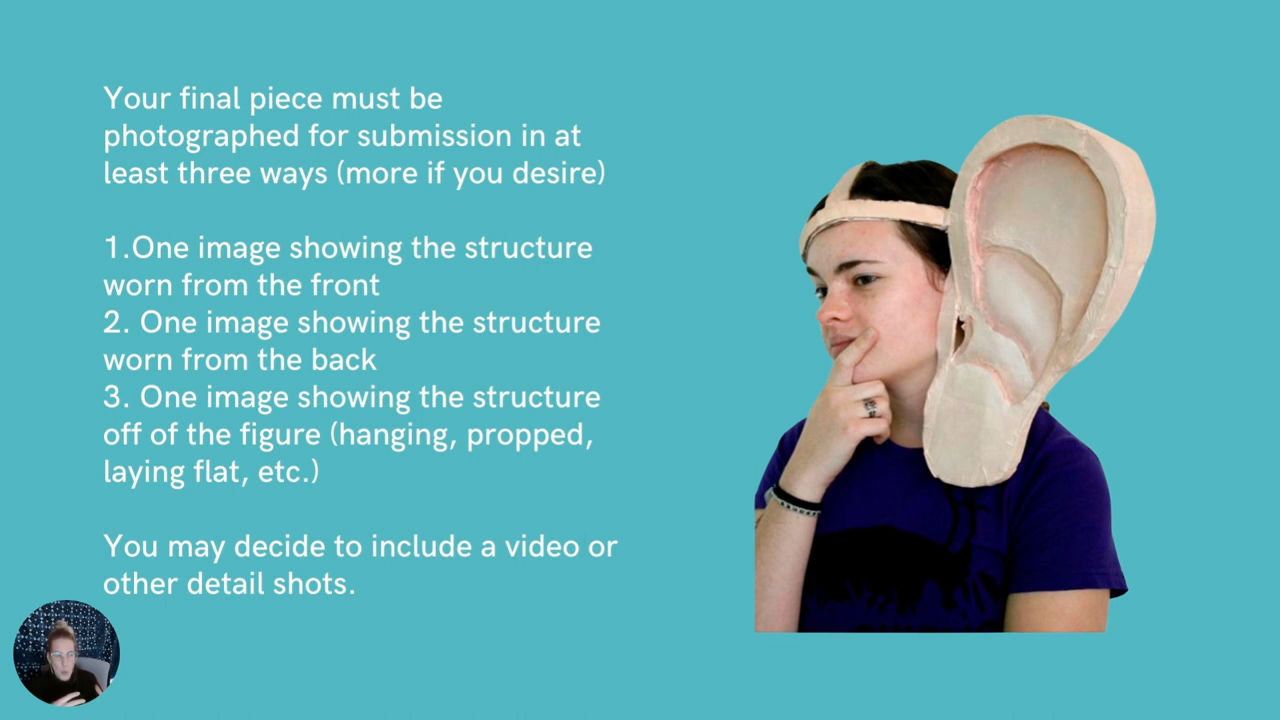 Your final piece must be
photographed for submission in at
least three ways (more if you desire)
1.One image showing the structure
worn from the front
2. One image showing the structure
worn from the back
3. One image showing the structure
off of the figure (hanging, propped,
laying flat, etc.)
You may decide to include a video or
other detail shots.